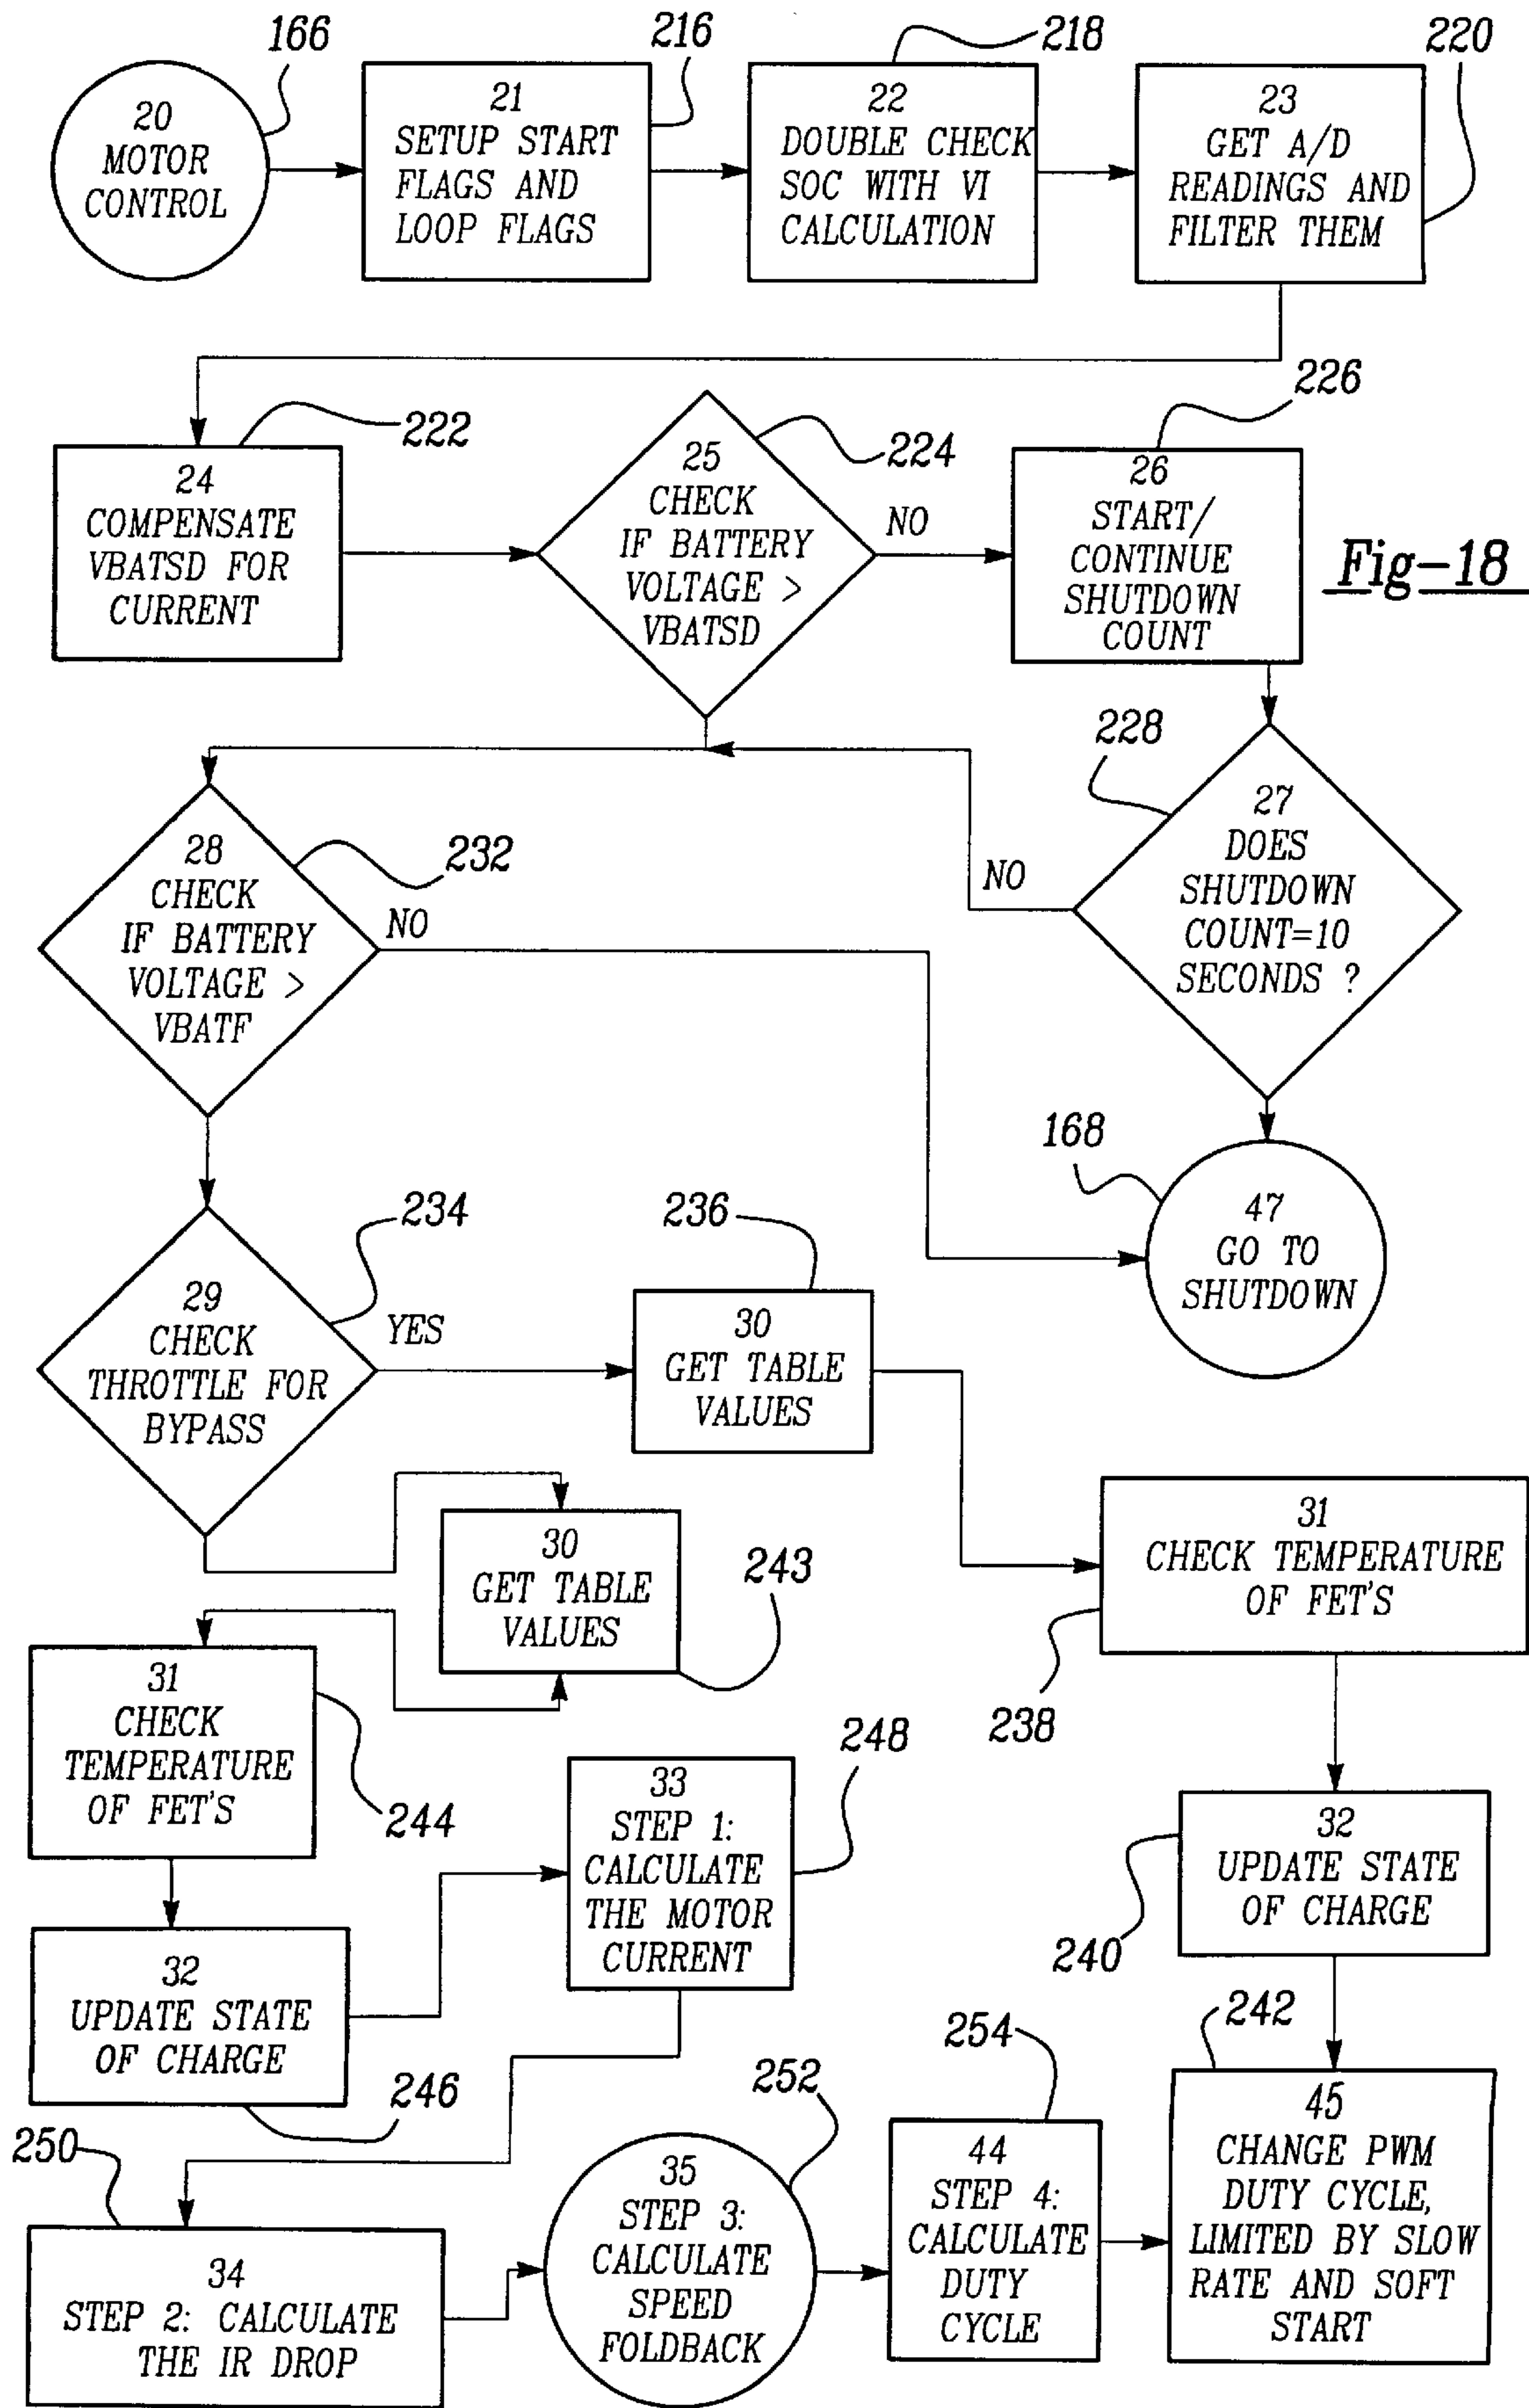 166
216
218
220
20
MOTOR
CONTROL
21
SETUP START
FLAGS AND
LOOP FLAGS
22
DOUBLE CHECK
SOC WITH VI
CALCULATION
23
GET A/D
READINGS AND
FILTER THEM
222
224
226
24
COMPENSATE
VBATSD FOR
CURRENT
25
CHECK
IF BATTERY
VOLTAGE >
VBATSD
NO
26
START/
CONTINUE
SHUTDOWN
COUNT
Fig-18
228
232
28
CHECK
IF BATTERY
VOLTAGE >
VBATF
NO
NO
27
DOES
SHUTDOWN
COUNT=10
SECONDS ?
168
47
GO TO
SHUTDOWN
234
236
29
CHECK
THROTTLE FOR
BYPASS
YES
30
GET TABLE
VALUES
30
GET TABLE
VALUES
243
31
CHECK TEMPERATURE
OF FET'S
238
31
CHECK
TEMPERATURE
OF FET'S
244
248
33
STEP 1:
CALCULATE
THE MOTOR
CURRENT
32
UPDATE STATE
OF CHARGE
240
32
UPDATE STATE
OF CHARGE
246
242
254
252
250
34
STEP 2: CALCULATE
THE IR DROP
35
STEP 3:
CALCULATE
SPEED
FOLDBACK
44
STEP 4:
CALCULATE
DUTY
CYCLE
45
CHANGE PWM
DUTY CYCLE,
LIMITED BY SLOW
RATE AND SOFT
START